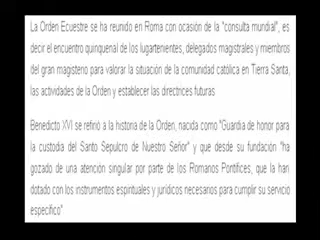 La Orden Ecuestre se ha reunido en Roma con ocasión de la "consulta mundial", es
decir el encuentro quinquenal de los lugartenientes, delegados magistrales y miembros
del gran magisterio para valorar la situación de la comunidad católica en Tierra Santa,
las actividades de la Orden y establecer las directrices futuras
Benedicto XVI se refirió a la historia de la Orden, nacida como "Guardia de honor para
la custodia del Santo Sepulcro de Nuestro Señor" y que desde su fundación "ha
gozado de una atención singular por parte de los Romanos Pontífices, que la han
dotado con los instrumentos espirituales y jurídicos necesarios para cumplir su servicio
específico"